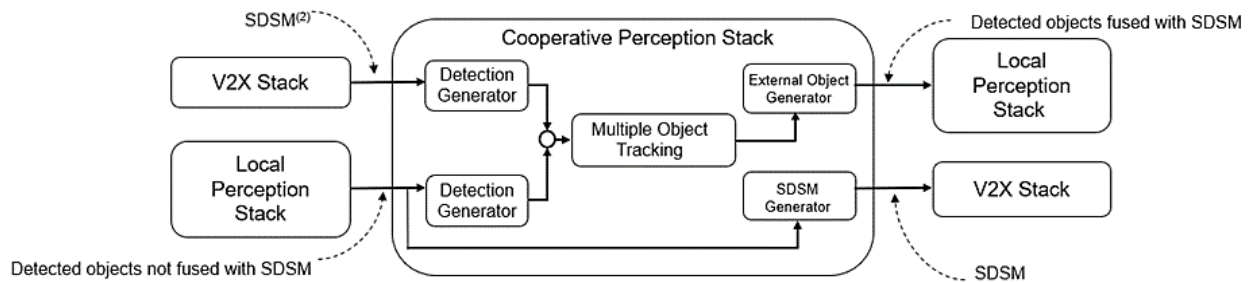 SDSM(2)
Detected objects fused with SDSM
Cooperative Perception Stack
V2X Stack
Detection
Generator
External Object
Generator
Local
Perception
Stack
Multiple Object
Tracking
Local
Perception
Stack
Detection
Generator
SDSM
Generator
V2X Stack
Detected objects not fused with SDSM
SDSM